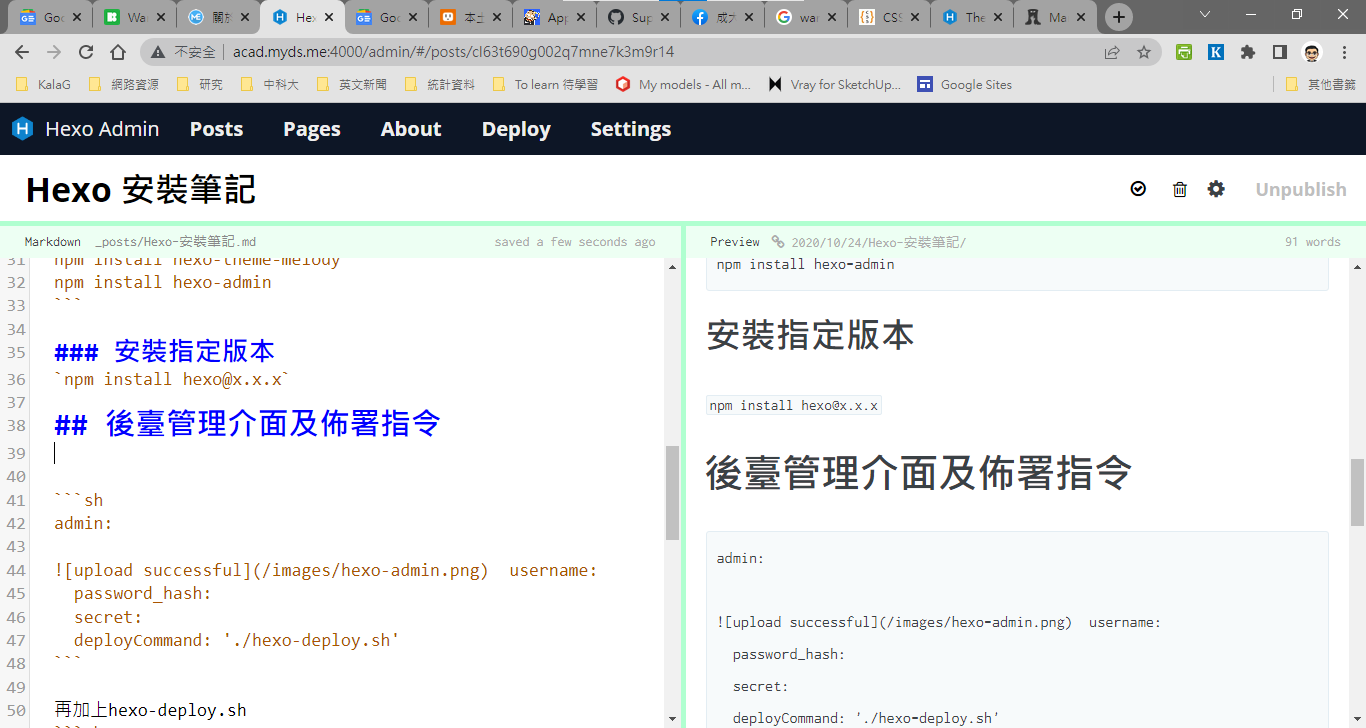 Goo
Wa
關於
Hex
Goo
本土
App
Sup
成大
war
CSS
The
Ma
不安全 | acad.myds.me:4000/admin/#/posts/cl63t690g002q7mne7k3m9r14
KalaG
網路資源
研究
中科大
英文新聞
統計資料
To learn 待學習
My models - All m...
Vray for SketchUp...
Google Sites
其他書籤
Hexo Admin Posts Pages About Deploy Settings
Hexo 安裝筆記
Unpublish
Markdown _posts/Hexo-安裝筆記.md saved a few seconds ago
31 npm install hexo-theme-melody
32 npm install hexo-admin
33 ```
34
35 ### 安裝指定版本
36 `npm install hexo@x.x.x`
37
38 ## 後臺管理介面及佈署指令
39
40
41 ```sh
42 admin:
43
44 ![upload successful](/images/hexo-admin.png)  username:
45   password_hash:
46   secret:
47   deployCommand: './hexo-deploy.sh'
48 ```
49
50 再加上hexo-deploy.sh
Preview 2020/10/24/Hexo-安裝筆記/ 91 words
npm install hexo-admin
安裝指定版本
npm install hexo@x.x.x
後臺管理介面及佈署指令
admin:
![upload successful](/images/hexo-admin.png)  username:
  password_hash:
  secret:
  deployCommand: './hexo-deploy.sh'